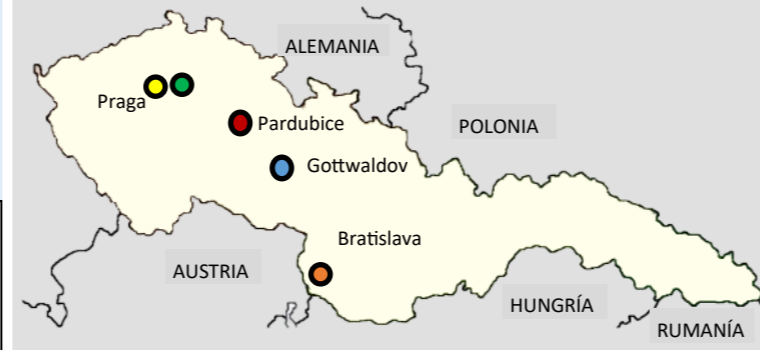 ALEMANIA
Praga
Pardubice
POLONIA
Gottwaldov
Bratislava
AUSTRIA
HUNGRÍA
RUMANÍA